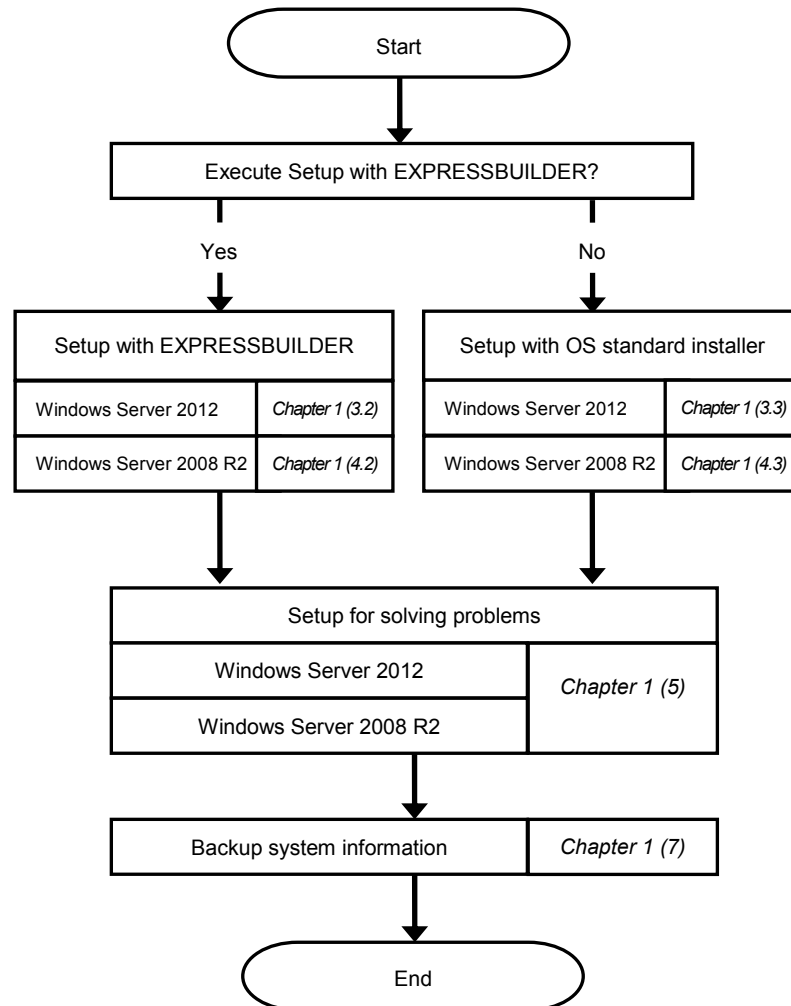 Start
Execute Setup with EXPRESSBUILDER?
Yes
No
Setup with EXPRESSBUILDER
Windows Server 2012 Chapter 1 (3.2)
Windows Server 2008 R2 Chapter 1 (4.2)
Setup with OS standard installer
Windows Server 2012 Chapter 1 (3.3)
Windows Server 2008 R2 Chapter 1 (4.3)
Setup for solving problems
Windows Server 2012
Windows Server 2008 R2
Chapter 1 (5)
Backup system information Chapter 1 (7)
End